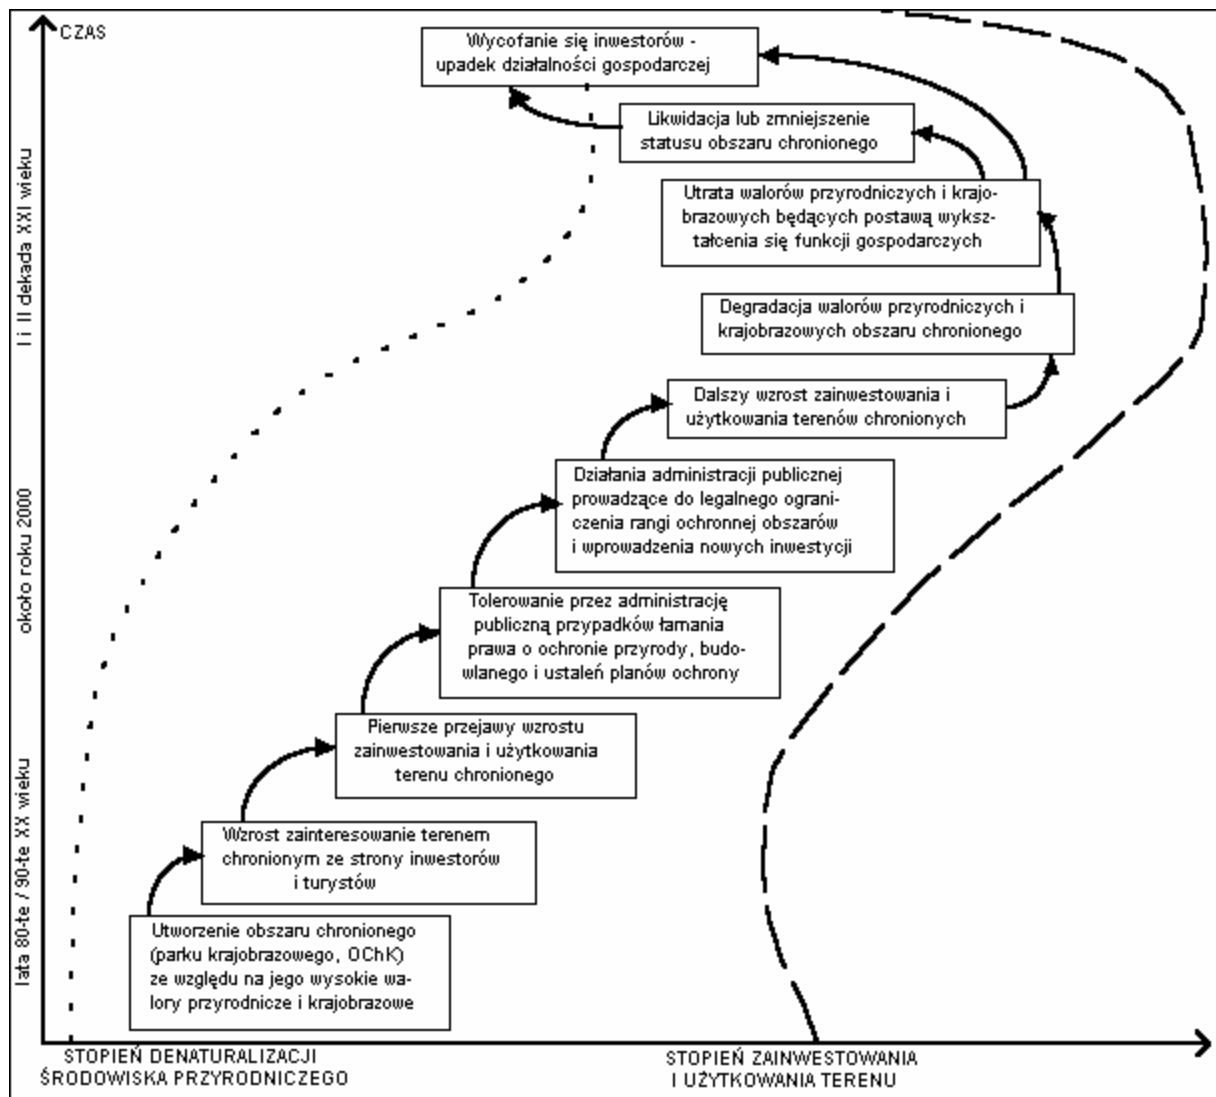 CZAS
Wycofanie się inwestorów -
upadek działalności gospodarczej
Likwidacja lub zmniejszenie
statusu obszaru chronionego
Utrata walorów przyrodniczych i krajo-
brazowych będących postawą wyksz-
tałcenia się funkcji gospodarczych
Degradacja walorów przyrodniczych i
krajobrazowych obszaru chronionego
Dalszy wzrost zainwestowania i
użytkowania terenów chronionych
Działania administracji publicznej
prowadzące do legalnego ograni-
czenia rangi ochronnej obszarów
i wprowadzenia nowych inwestycji
Tolerowanie przez administrację
publiczną przypadków łamania
prawa o ochronie przyrody, budo-
wlanego i ustaleń planów ochrony
Pierwsze przejawy wzrostu
zainwestowania i użytkowania
terenu chronionego
Wzrost zainteresowanie terenem
chronionym ze strony inwestorów
i turystów
Utworzenie obszaru chronionego
(parku krajobrazowego, OChK)
ze względu na jego wysokie wa-
lory przyrodnicze i krajobrazowe
I i II dekada XXI wieku
około roku 2000
lata 80-te / 90-te XX wieku
STOPIEŃ DENATURALIZACJI
ŚRODOWISKA PRZYRODNICZEGO
STOPIEŃ ZAINWESTOWANIA
I UŻYTKOWANIA TERENU